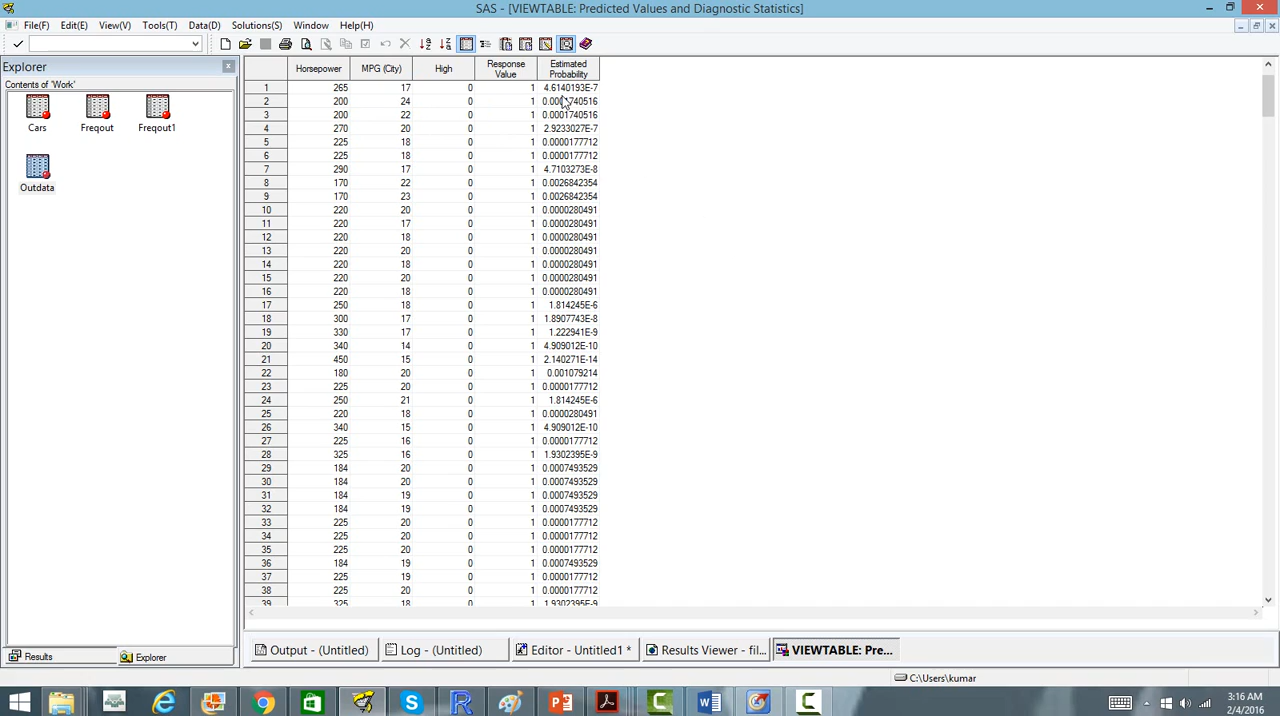 SAS - [VIEWTABLE: Predicted Values and Diagnostic Statistics]
File(F) Edit(E) View(V) Tools(T) Data(D) Solutions(S) Window Help(H)
Explorer
Contents of 'Work'
Cars Freqout Freqout1
Outdata
Horsepower MPG (City) High Response Value Estimated Probability
1 265 17 0 1 4.6140193E-7
2 200 24 0 1 0.0001740516
3 200 22 0 1 0.0001740516
4 270 20 0 1 2.9233027E-7
5 225 18 0 1 0.0000177712
6 225 18 0 1 0.0000177712
7 290 17 0 1 4.7103273E-8
8 170 22 0 1 0.0026842354
9 170 23 0 1 0.0026842354
10 220 20 0 1 0.0000280491
11 220 17 0 1 0.0000280491
12 220 18 0 1 0.0000280491
13 220 20 0 1 0.0000280491
14 220 18 0 1 0.0000280491
15 220 20 0 1 0.0000280491
16 220 18 0 1 0.0000280491
17 250 18 0 1 1.814245E-6
18 300 17 0 1 1.8907743E-8
19 330 17 0 1 1.222941E-9
20 340 14 0 1 4.909012E-10
21 450 15 0 1 2.140271E-14
22 180 20 0 1 0.001079214
23 225 20 0 1 0.0000177712
24 250 21 0 1 1.814245E-6
25 220 18 0 1 0.0000280491
26 340 15 0 1 4.909012E-10
27 225 16 0 1 0.0000177712
28 325 16 0 1 1.9302395E-9
29 184 20 0 1 0.0007493529
30 184 20 0 1 0.0007493529
31 184 19 0 1 0.0007493529
32 184 19 0 1 0.0007493529
33 225 20 0 1 0.0000177712
34 225 20 0 1 0.0000177712
35 225 20 0 1 0.0000177712
36 184 19 0 1 0.0007493529
37 225 19 0 1 0.0000177712
38 225 20 0 1 0.0000177712
39 325 18 0 1 1.9302395E-9
Results Explorer
Output - (Untitled) Log - (Untitled) Editor - Untitled1 * Results Viewer - fil... VIEWTABLE: Pre...
C:\Users\kumar
3:16 AM
2/4/2016